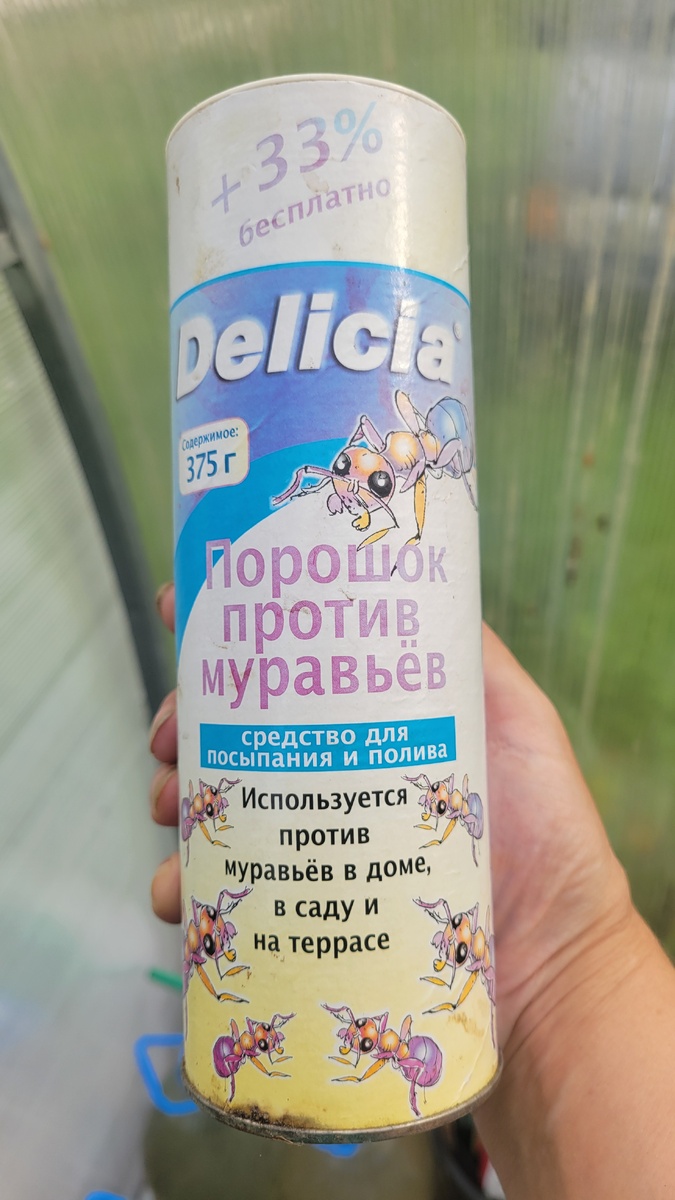 + 33%
бесплатно
Delicia®
Содержимое:
375 г
Порошок
против
муравьёв
средство для
посыпания и полива
Используется
против
муравьёв в доме,
в саду и
на террасе